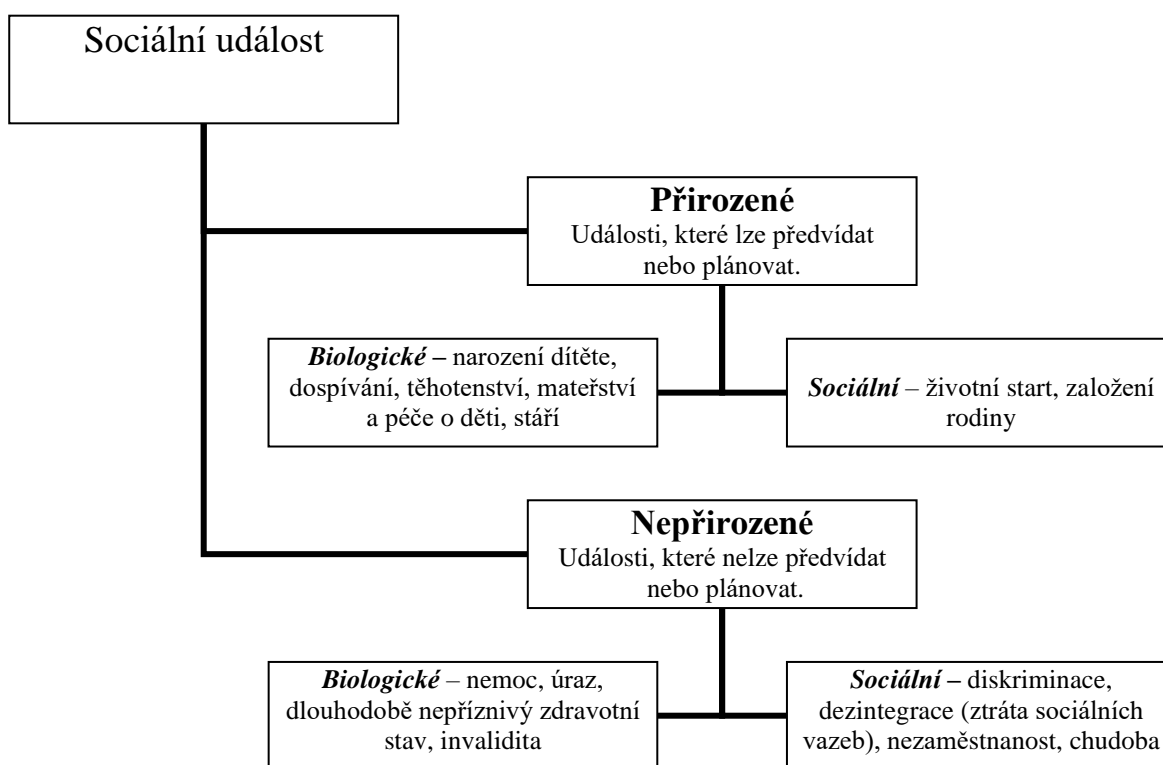 Sociální událost
Přirozené
Události, které lze předvídat
nebo plánovat.
Biologické – narození dítěte,
dospívání, těhotenství, mateřství
a péče o děti, stáří
Sociální – životní start, založení
rodiny
Nepřirozené
Události, které nelze předvídat
nebo plánovat.
Biologické – nemoc, úraz,
dlouhodobě nepříznivý zdravotní
stav, invalidita
Sociální – diskriminace,
dezintegrace (ztráta sociálních
vazeb), nezaměstnanost, chudoba